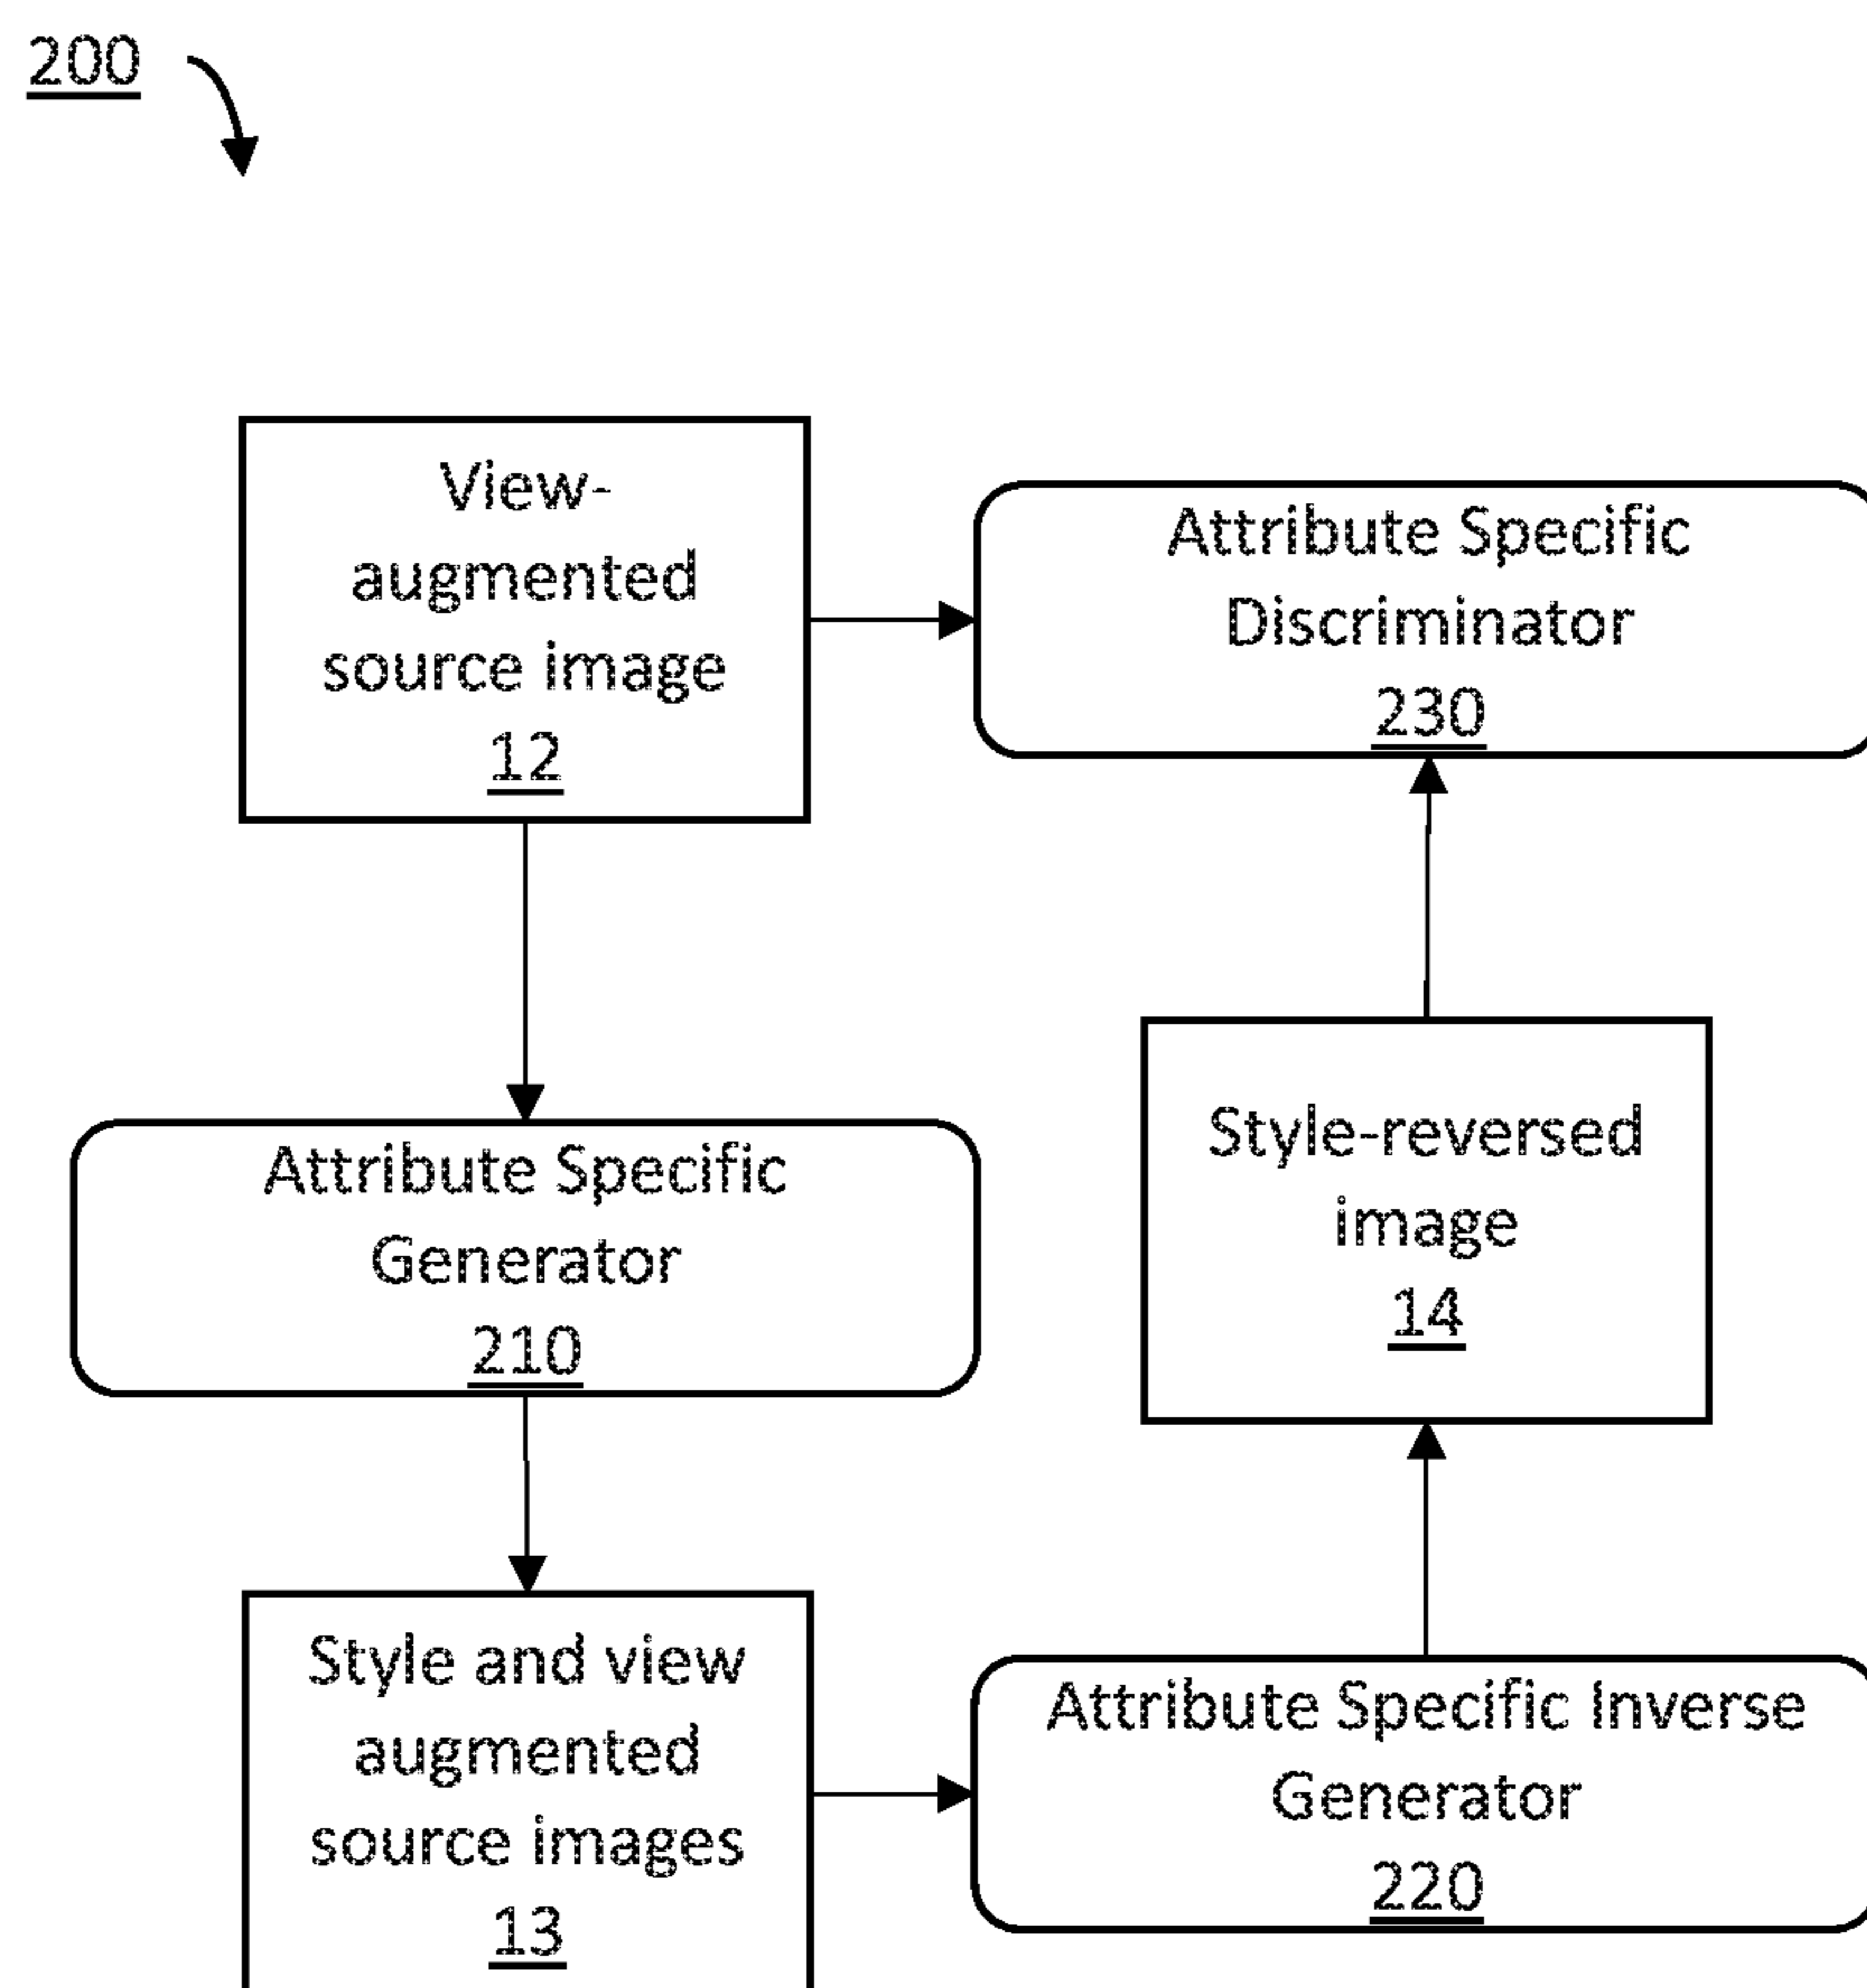 200
View-
augmented
source image
12
Attribute Specific
Discriminator
230
Attribute Specific
Generator
210
Style-reversed
image
14
Style and view
augmented
source images
13
Attribute Specific Inverse
Generator
220